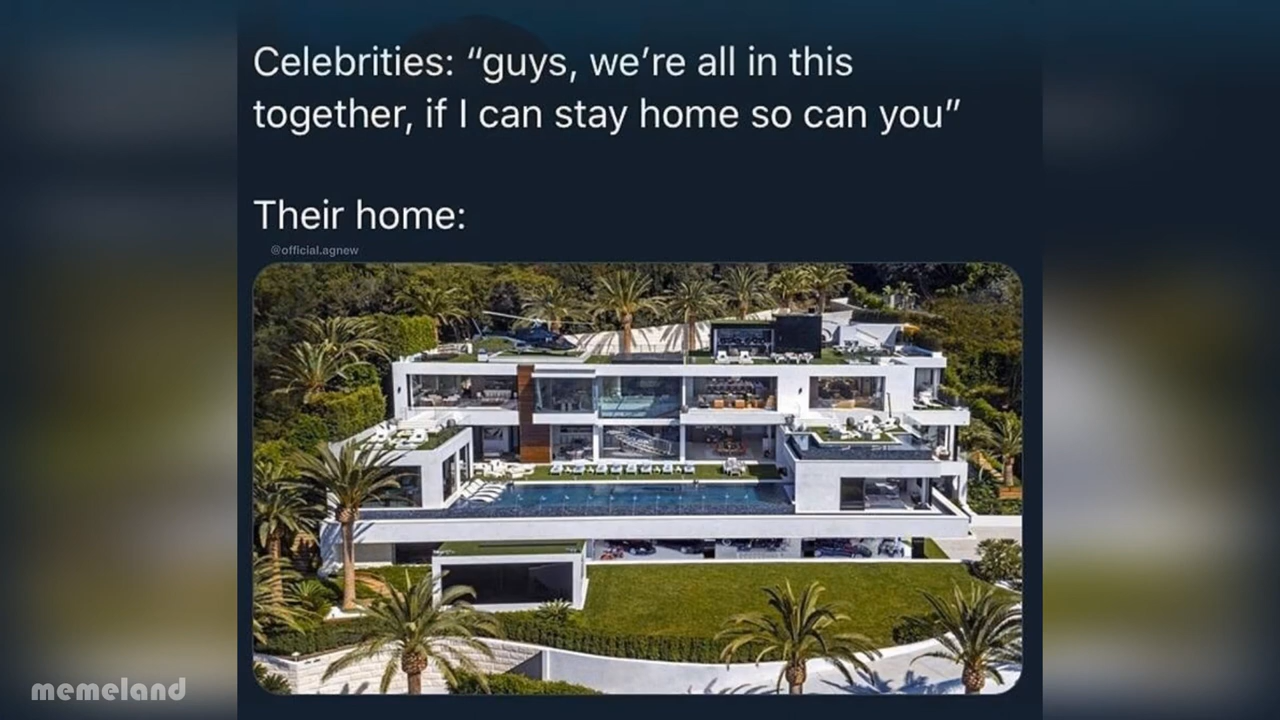 Celebrities: “guys, we’re all in this
together, if I can stay home so can you”
Their home:
@official.agnew
memeland